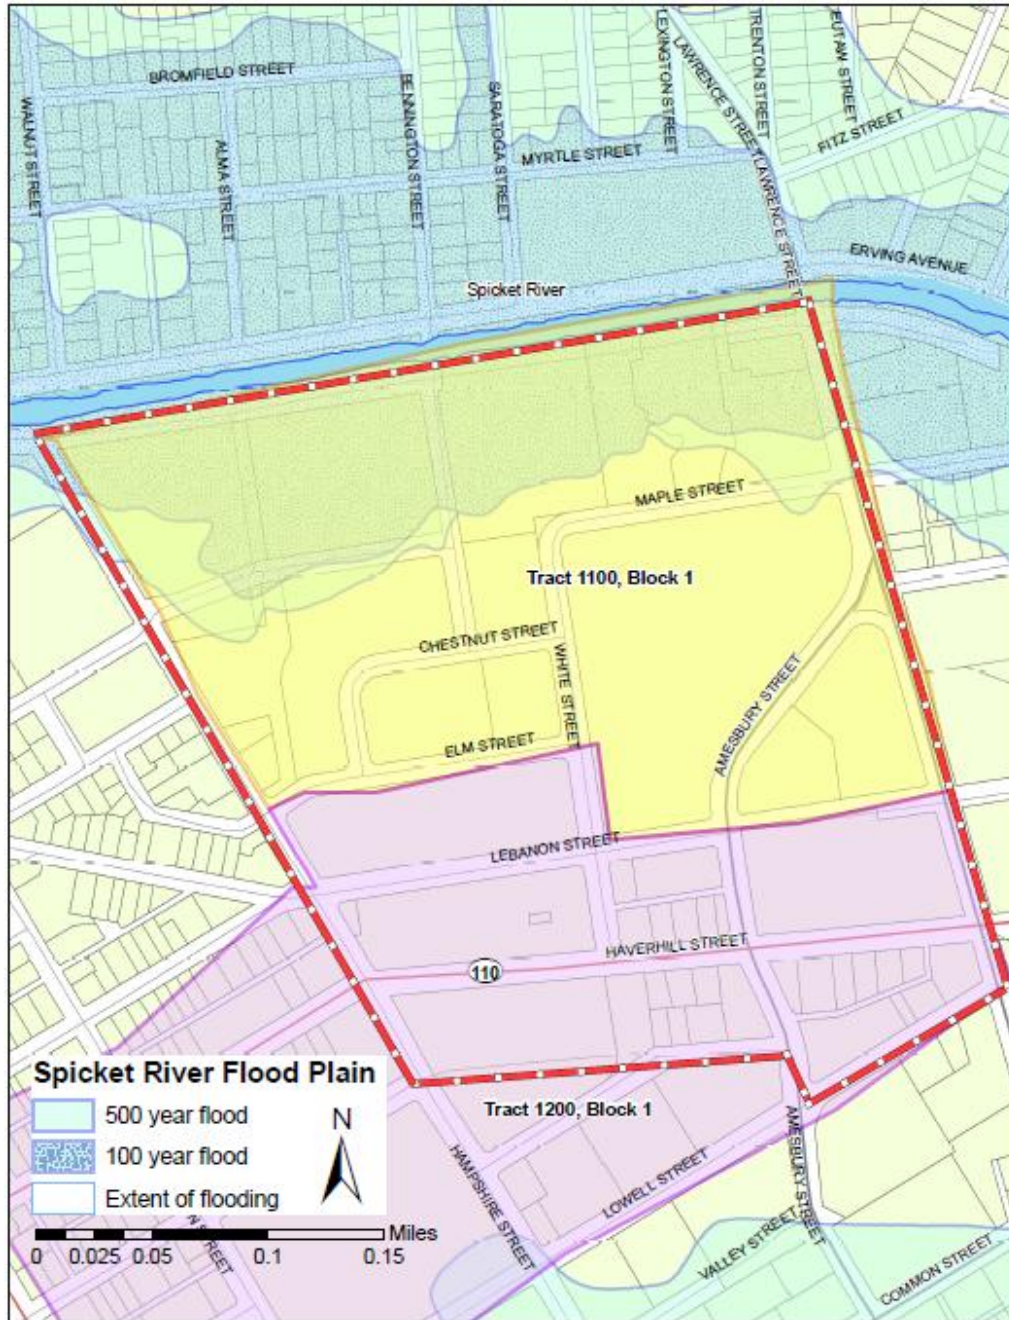 BROMFIELD STREET
WALNUT STREET
ALMA STREET
BENNINGTON STREET
SARATOGA STREET
LEXINGTON STREET
LAWRENCE STREET
TRENTON STREET
EUTAW STREET
FITZ STREET
MYRTLE STREET
LAWRENCE STREET
ERVING AVENUE
Spicket River
MAPLE STREET
Tract 1100, Block 1
CHESTNUT STREET
WHITE STREET
AMESBURY STREET
ELM STREET
LEBANON STREET
HAVERHILL STREET
110
Tract 1200, Block 1
HAMPSHIRE STREET
LOWELL STREET
AMESBURY STREET
VALLEY STREET
COMMON STREET
Spicket River Flood Plain
500 year flood
100 year flood
Extent of flooding
N
Miles
0 0.025 0.05 0.1 0.15
N STREET